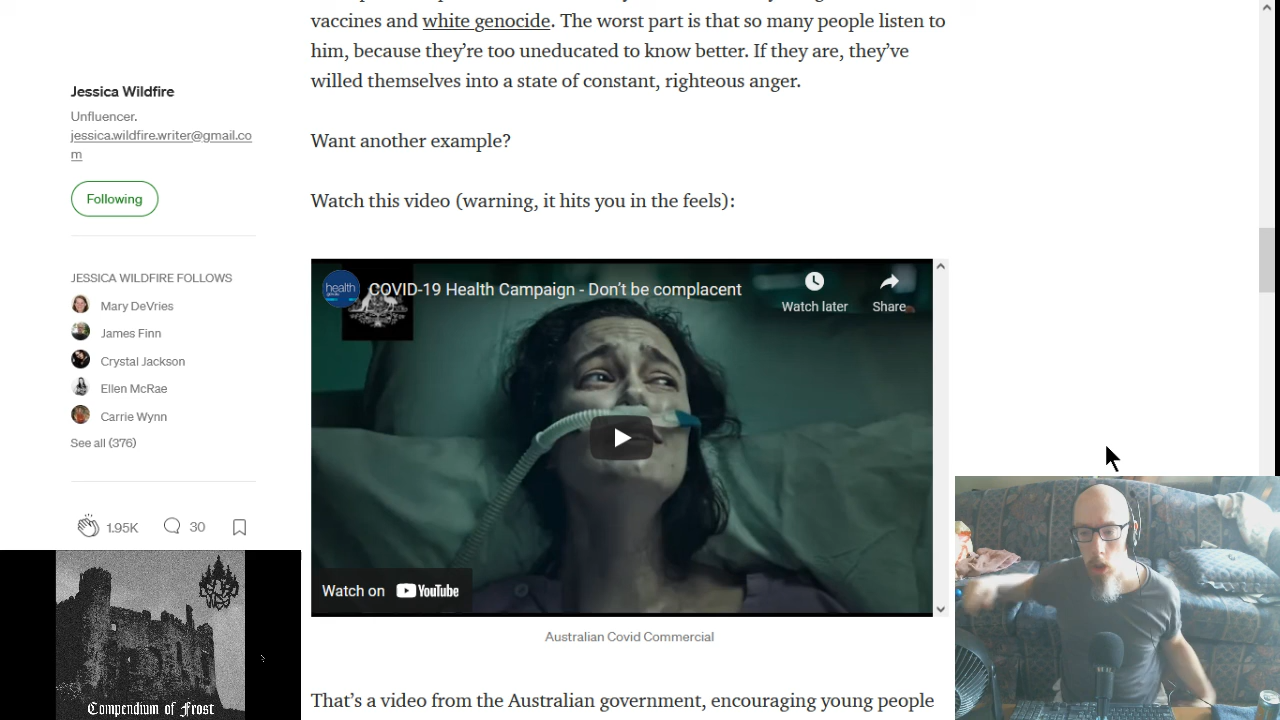 vaccines and white genocide. The worst part is that so many people listen to
him, because they're too uneducated to know better. If they are, they've
willed themselves into a state of constant, righteous anger.
Want another example?
Watch this video (warning, it hits you in the feels):
Jessica Wildfire
Unfluencer.
jessica.wildfire.writer@gmail.co
m
Following
JESSICA WILDFIRE FOLLOWS
Mary DeVries
James Finn
Crystal Jackson
Ellen McRae
Carrie Wynn
See all (376)
1.95K
30
health
COVID-19 Health Campaign - Don't be complacent
Watch later
Share
Watch on YouTube
Australian Covid Commercial
That's a video from the Australian government, encouraging young people
Compendium of Frost